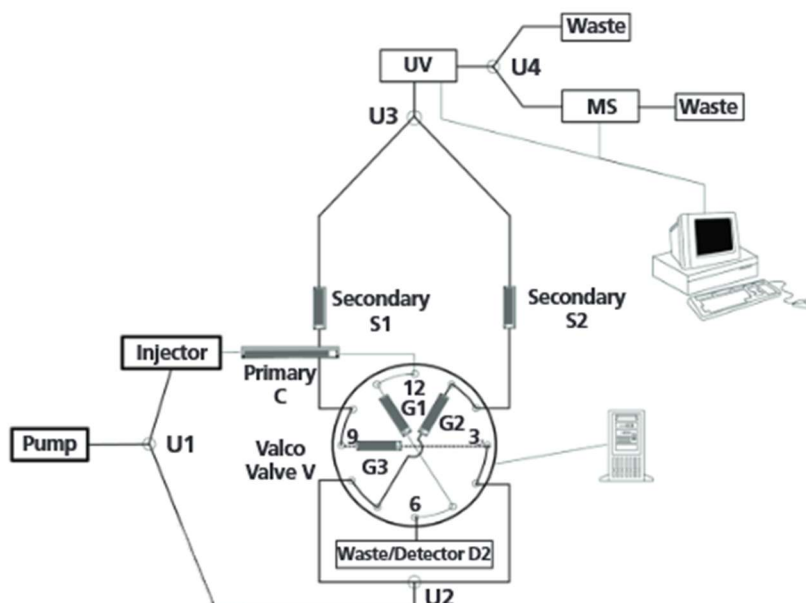 Waste
UV
U4
MS
Waste
U3
Secondary
S1
Secondary
S2
Injector
Primary
C
12
G1
G2
Pump
U1
9
3
Valco
Valve V
G3
6
Waste/Detector D2
U2